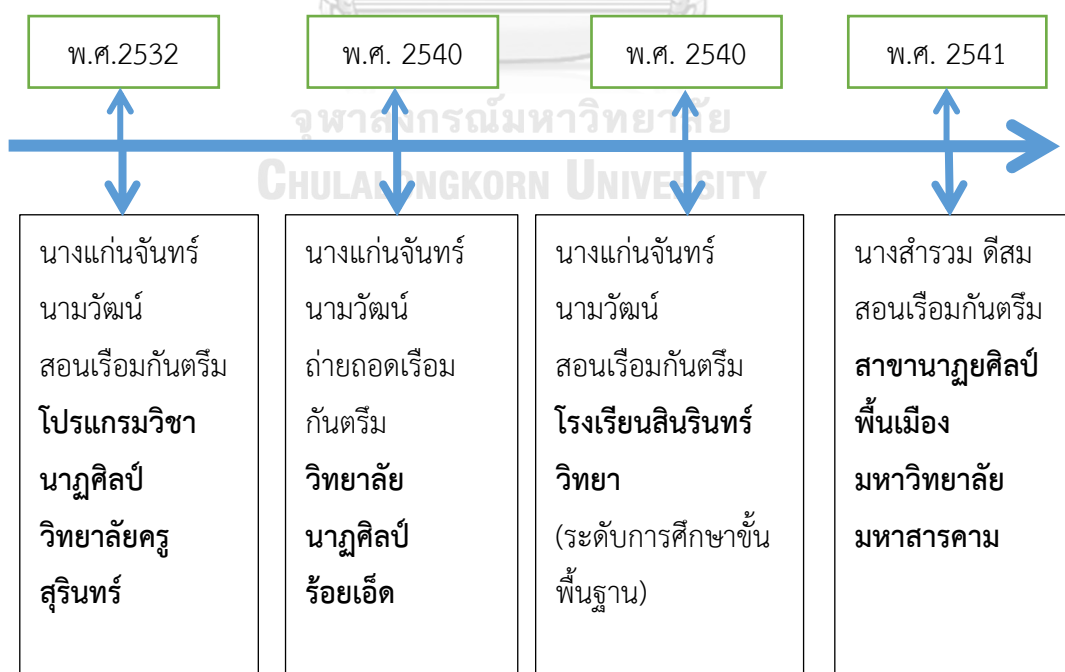 พ.ศ.2532
พ.ศ. 2540
พ.ศ. 2540
พ.ศ. 2541
จุฬาลงกรณ์มหาวิทยาลัย
CHULALONGKORN UNIVERSITY
นางแก่นจันทร์
นามวัฒน์
สอนเรือมกันตรึม
โปรแกรมวิชา
นาฏศิลป์
วิทยาลัยครู
สุรินทร์
นางแก่นจันทร์
นามวัฒน์
ถ่ายถอดเรือม
กันตรึม
วิทยาลัย
นาฏศิลป์
ร้อยเอ็ด
นางแก่นจันทร์
นามวัฒน์
สอนเรือมกันตรึม
โรงเรียนสินรินทร์
วิทยา
(ระดับการศึกษาขั้น
พื้นฐาน)
นางสำรวม ดีสม
สอนเรือมกันตรึม
สาขานาฏยศิลป์
พื้นเมือง
มหาวิทยาลัย
มหาสารคาม